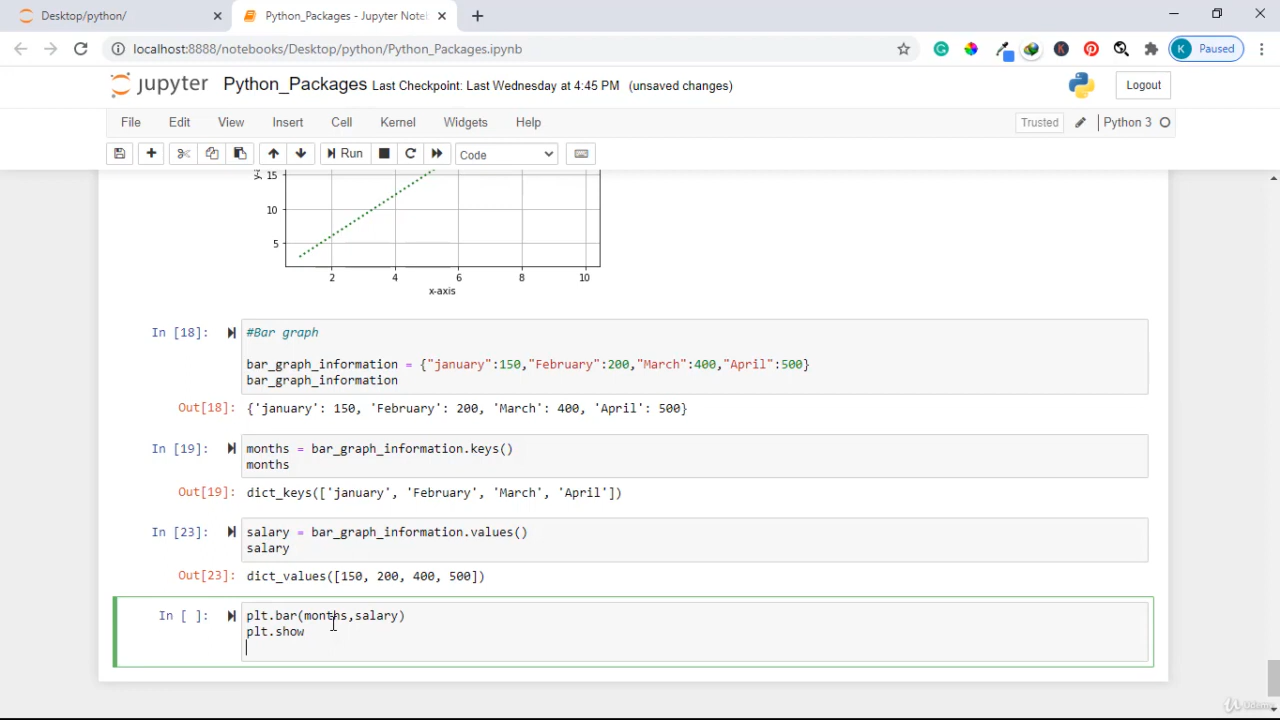 Desktop/python/
Python_Packages - Jupyter Notel
localhost:8888/notebooks/Desktop/python/Python_Packages.ipynb
K Paused
jupyter Python_Packages Last Checkpoint: Last Wednesday at 4:45 PM (unsaved changes)
Logout
File Edit View Insert Cell Kernel Widgets Help
Trusted Python 3
Run Code
15
10
5
2 4 6 8 10
x-axis
In [18]: #Bar graph
bar_graph_information = {"january":150,"February":200,"March":400,"April":500}
bar_graph_information
Out[18]: {'january': 150, 'February': 200, 'March': 400, 'April': 500}
In [19]: months = bar_graph_information.keys()
months
Out[19]: dict_keys(['january', 'February', 'March', 'April'])
In [23]: salary = bar_graph_information.values()
salary
Out[23]: dict_values([150, 200, 400, 500])
In [ ]: plt.bar(months,salary)
plt.show
Udemy